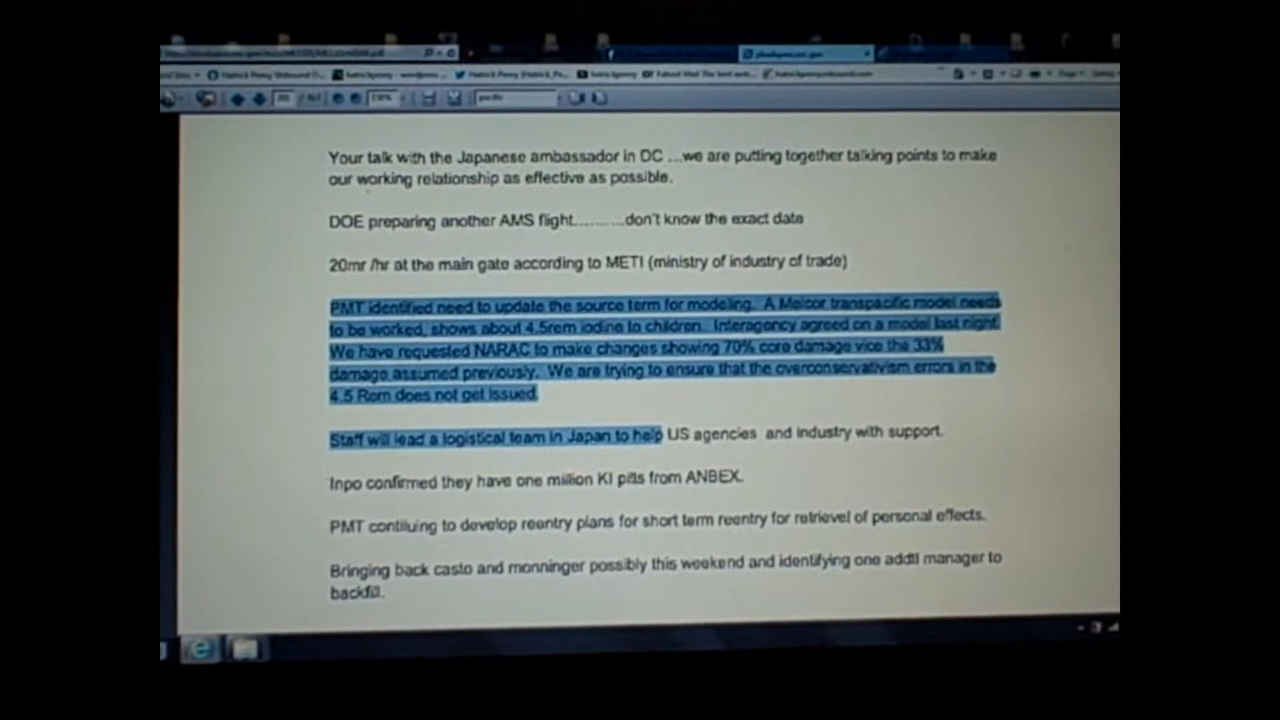 Your talk with the Japanese ambassador in DC ...we are putting together talking points to make
our working relationship as effective as possible.
DOE preparing another AMS flight..........don't know the exact date
20mr /hr at the main gate according to METI (ministry of industry of trade)
PMT identified need to update the source term for modeling. A Melcor transpacific model needs
to be worked, shows about 4.5rem iodine to children. Interagency agreed on a model last night.
We have requested NARAC to make changes showing 70% core damage vice the 33%
damage assumed previously. We are trying to ensure that the overconservativism errors in the
4.5 Rem does not get issued.
Staff will lead a logistical team in Japan to help US agencies and industry with support.
Inpo confirmed they have one million KI pills from ANBEX.
PMT contiluing to develop reentry plans for short term reentry for retrievel of personal effects.
Bringing back casto and monninger possibly this weekend and identifying one addtl manager to
backfill.